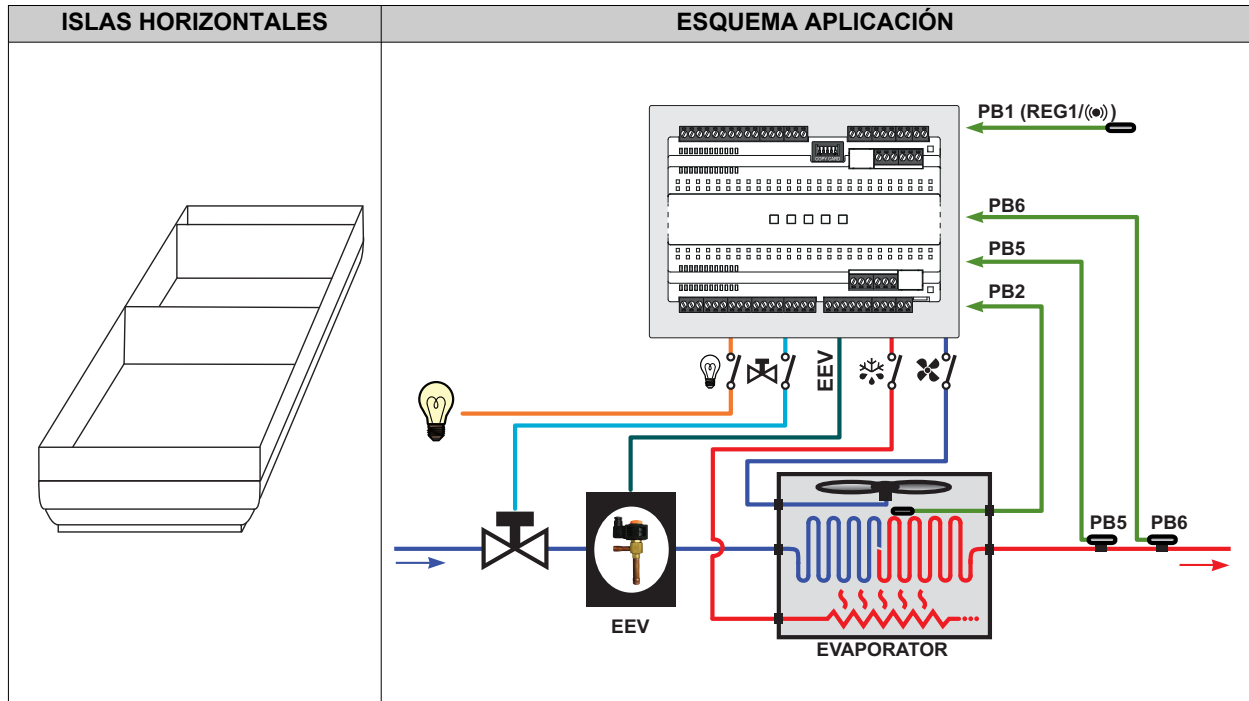 ISLAS HORIZONTALES
ESQUEMA APLICACIÓN
PB1 (REG1/ )
COPY CARD
PB6
PB5
PB2
EEV
PB5
PB6
EEV
EVAPORATOR